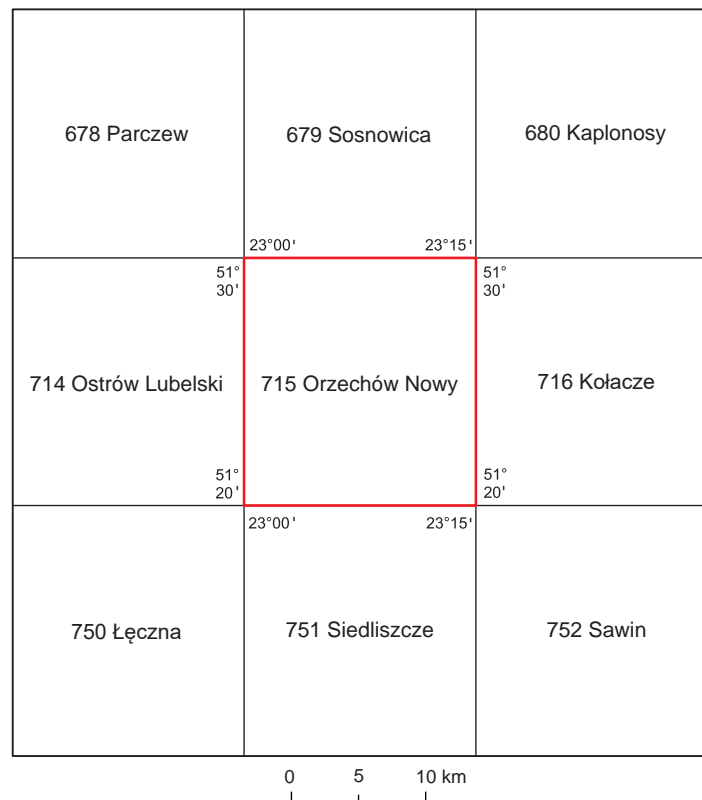 678 Parczew
679 Sosnowica
680 Kaplonosy
23°00'
23°15'
51°
30'
51°
30'
714 Ostrów Lubelski
715 Orzechów Nowy
716 Kołacze
51°
20'
51°
20'
23°00'
23°15'
750 Łęczna
751 Siedliszcze
752 Sawin
0 5 10 km